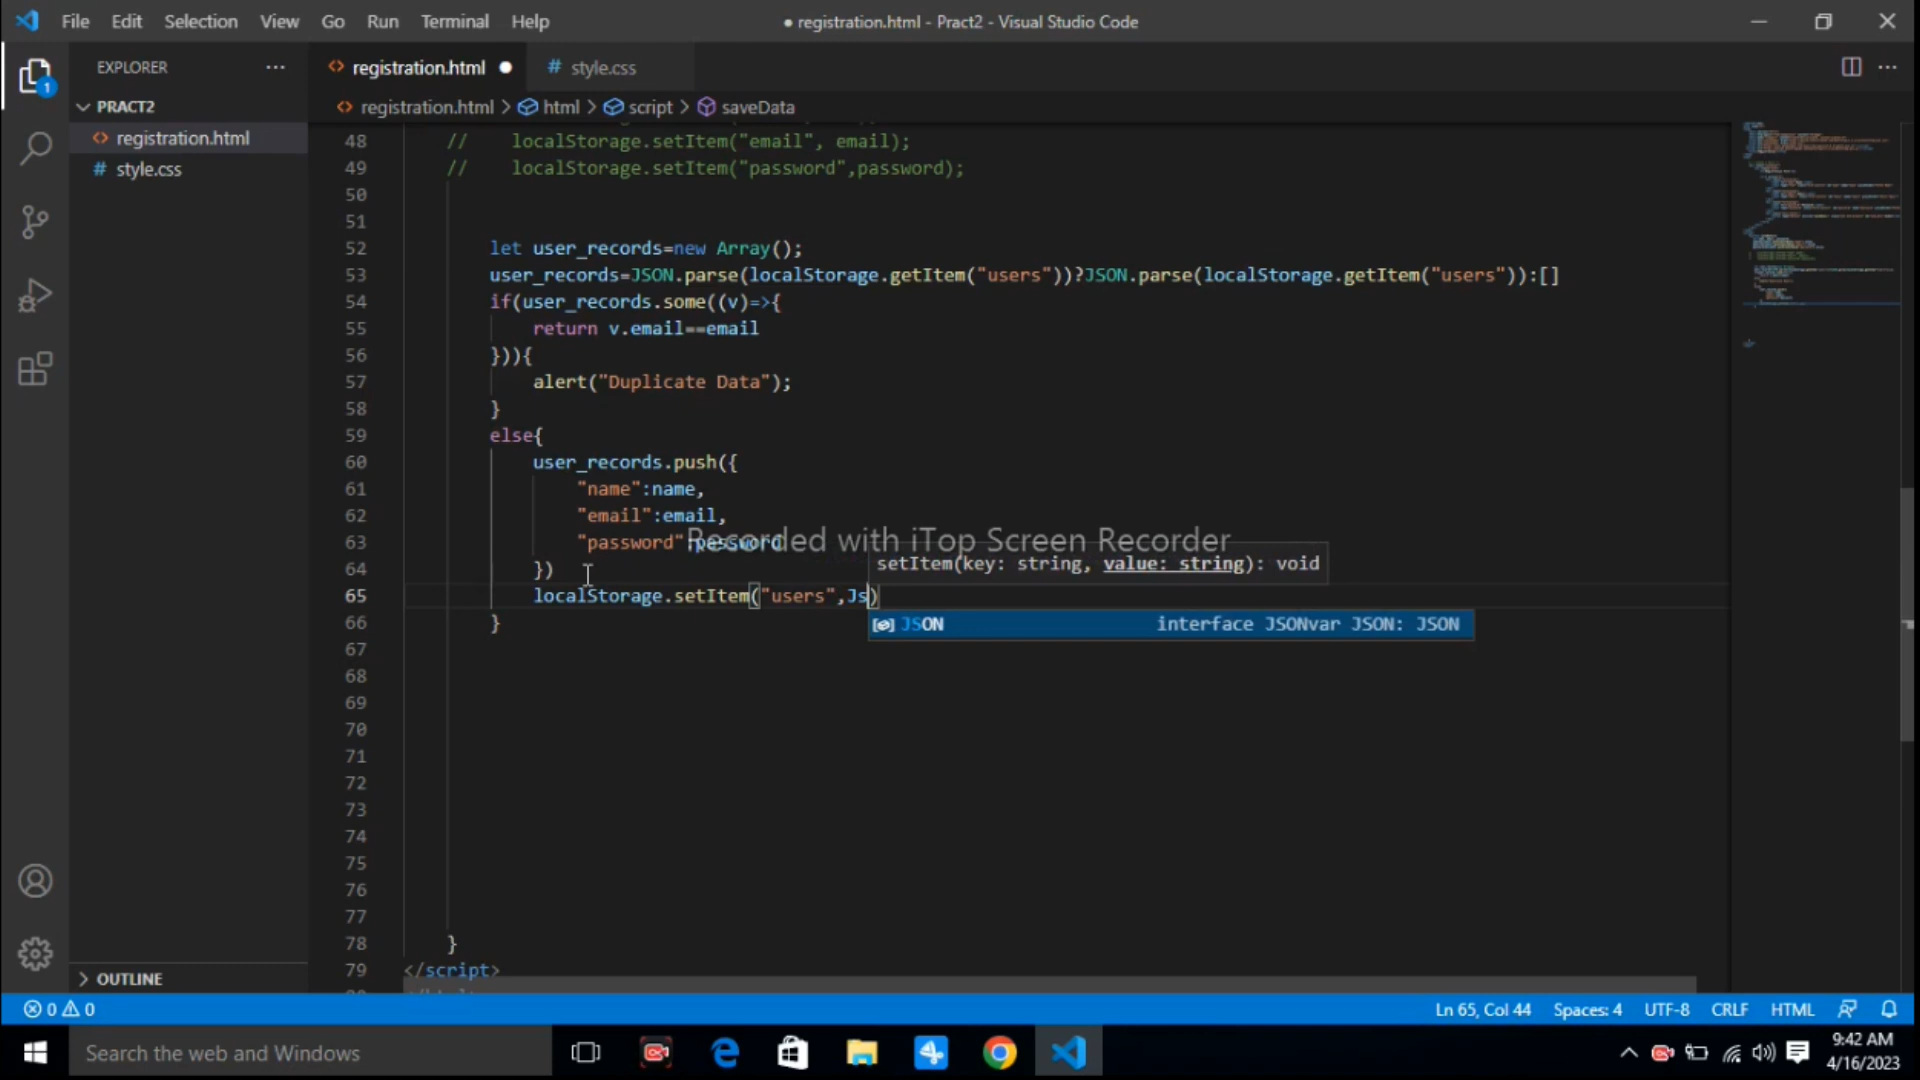 File Edit Selection View Go Run Terminal Help
● registration.html - Pract2 - Visual Studio Code
EXPLORER
registration.html
style.css
PRACT2
registration.html > html > script > saveData
registration.html
style.css
48 // localStorage.setItem("email", email);
49 // localStorage.setItem("password",password);
50
51
52 let user_records=new Array();
53 user_records=JSON.parse(localStorage.getItem("users"))?JSON.parse(localStorage.getItem("users")):[]
54 if(user_records.some((v)=>{
55 return v.email==email
56 })){
57 alert("Duplicate Data");
58 }
59 else{
60 user_records.push({
61 "name":name,
62 "email":email,
63 "password":password
Recorded with iTop Screen Recorder
setItem(key: string, value: string): void
64 })
65 localStorage.setItem("users",Js)
66 }
JSON interface JSONvar JSON: JSON
67
68
69
70
71
72
73
74
75
76
77
78 }
79 </script>
OUTLINE
0 0
Ln 65, Col 44 Spaces: 4 UTF-8 CRLF HTML
Search the web and Windows
9:42 AM
4/16/2023
1